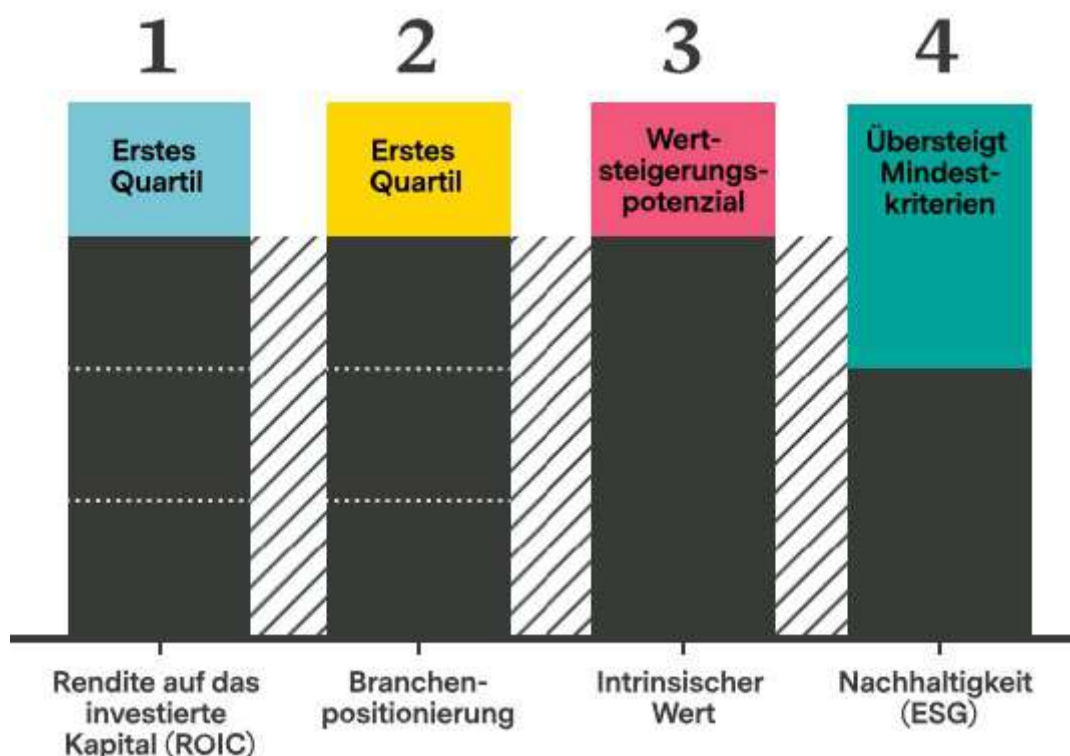 1
2
3
4
Erstes
Quartil
Erstes
Quartil
Wert-
steigerungs-
potenzial
Übersteigt
Mindest-
kriterien
Rendite auf das
investierte
Kapital (ROIC)
Branchen-
positionierung
Intrinsischer
Wert
Nachhaltigkeit
(ESG)